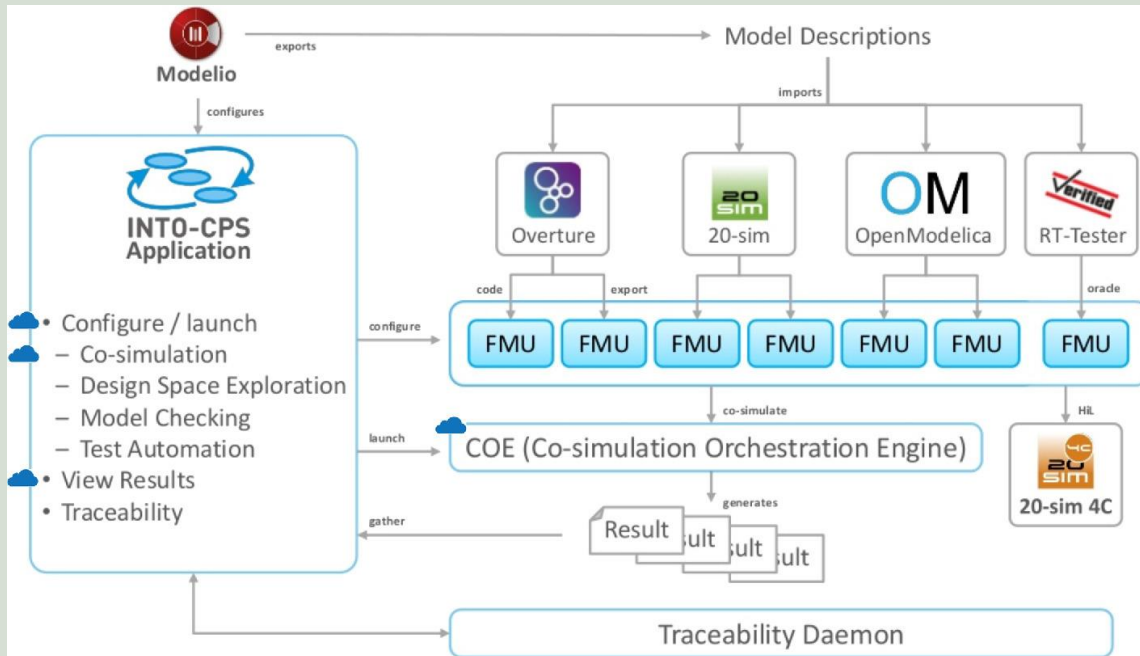 exports
Model Descriptions
Modelio
configures
imports
INTO-CPS
Application
Overture
20
sim
20-sim
OM
OpenModelica
Verified
RT-Tester
code
export
oracle
• Configure / launch
– Co-simulation
– Design Space Exploration
– Model Checking
– Test Automation
• View Results
• Traceability
configure
FMU
FMU
FMU
FMU
FMU
FMU
FMU
co-simulate
HiL
launch
COE (Co-simulation Orchestration Engine)
4C
20
sim
20-sim 4C
generates
gather
Result
sult
sult
sult
Traceability Daemon